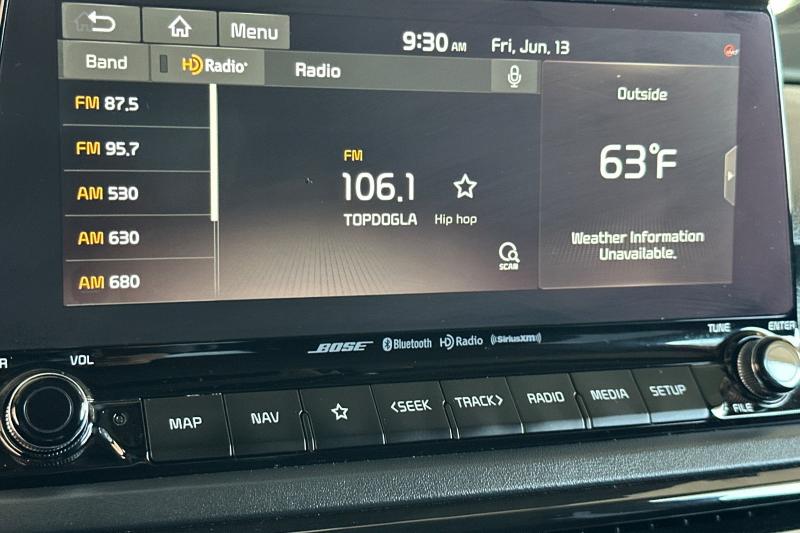 Menu
9:30 AM
Fri, Jun, 13
Band
HD Radio
Radio
FM 87.5
FM 95.7
AM 530
AM 630
AM 680
FM
106.1
TOPDOGLA
Hip hop
SCAN
Outside
63°F
Weather Information
Unavailable.
BOSE
Bluetooth
HD Radio
((SiriusXM))
R
VOL
TUNE
ENTER
MAP
NAV
<SEEK
TRACK>
RADIO
MEDIA
SETUP
FILE